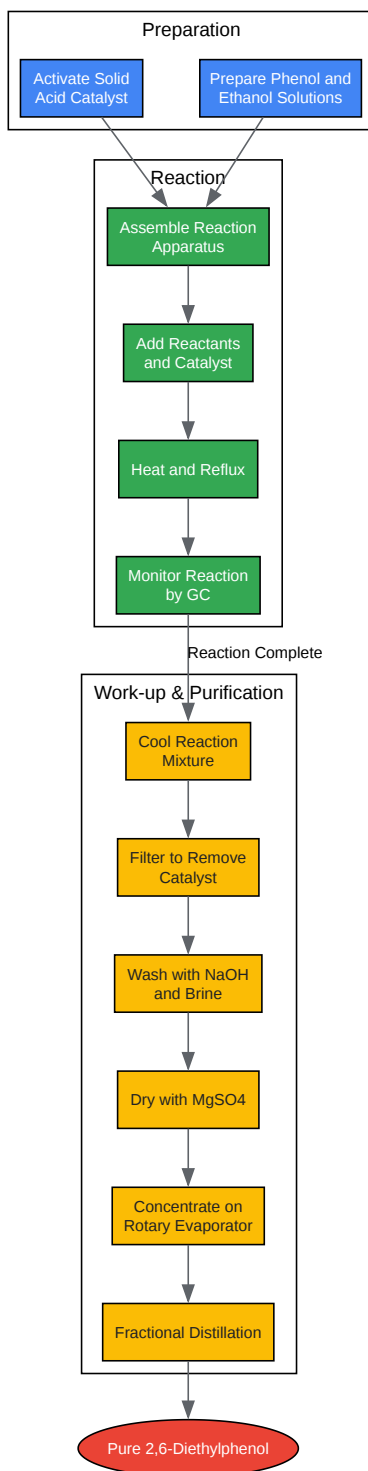 Preparation
Activate Solid
Acid Catalyst
Prepare Phenol and
Ethanol Solutions
Reaction
Assemble Reaction
Apparatus
Add Reactants
and Catalyst
Heat and Reflux
Monitor Reaction
by GC
Reaction Complete
Work-up & Purification
Cool Reaction
Mixture
Filter to Remove
Catalyst
Wash with NaOH
and Brine
Dry with MgSO4
Concentrate on
Rotary Evaporator
Fractional Distillation
Pure 2,6-Diethylphenol